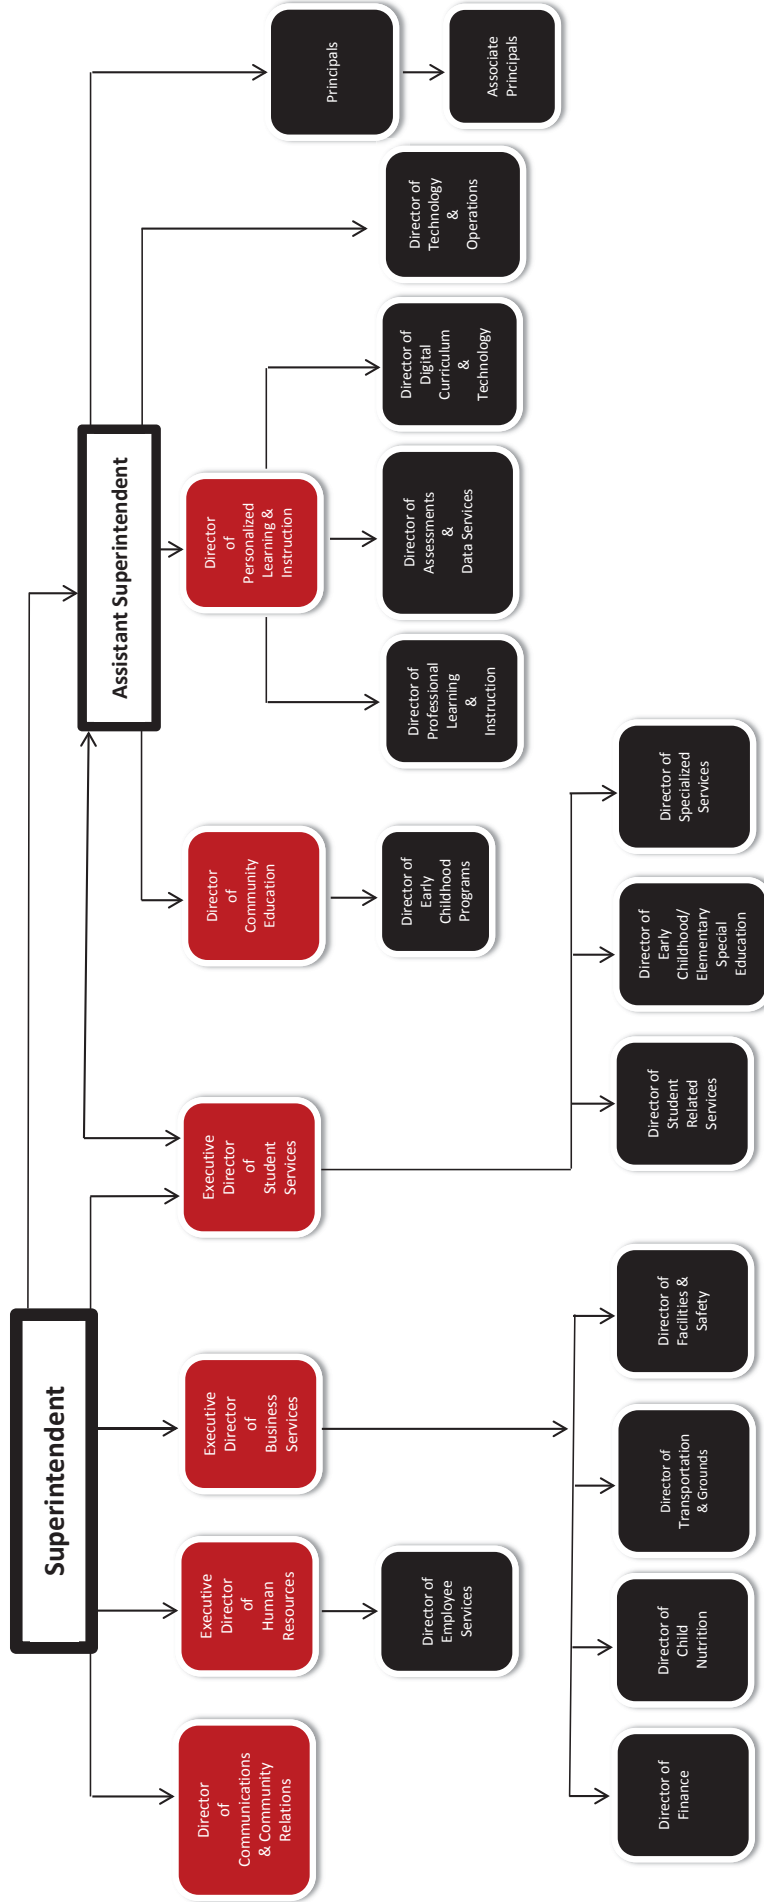 Superintendent
Assistant Superintendent
Director
of
Communications
& Community
Relations
Executive
Director
of
Human
Resources
Executive
Director
of
Business
Services
Executive
Director
of
Student
Services
Director
of
Community
Education
Director
of
Personalized
Learning &
Instruction
Principals
Director of
Employee
Services
Director of
Early
Childhood
Programs
Director of
Professional
Learning
&
Instruction
Director of
Assessments
&
Data Services
Director of
Digital
Curriculum
&
Technology
Director of
Technology
&
Operations
Associate
Principals
Director of
Finance
Director of
Child
Nutrition
Director of
Transportation
& Grounds
Director of
Facilities &
Safety
Director of
Student
Related
Services
Director of
Early
Childhood/
Elementary
Special
Education
Director of
Specialized
Services